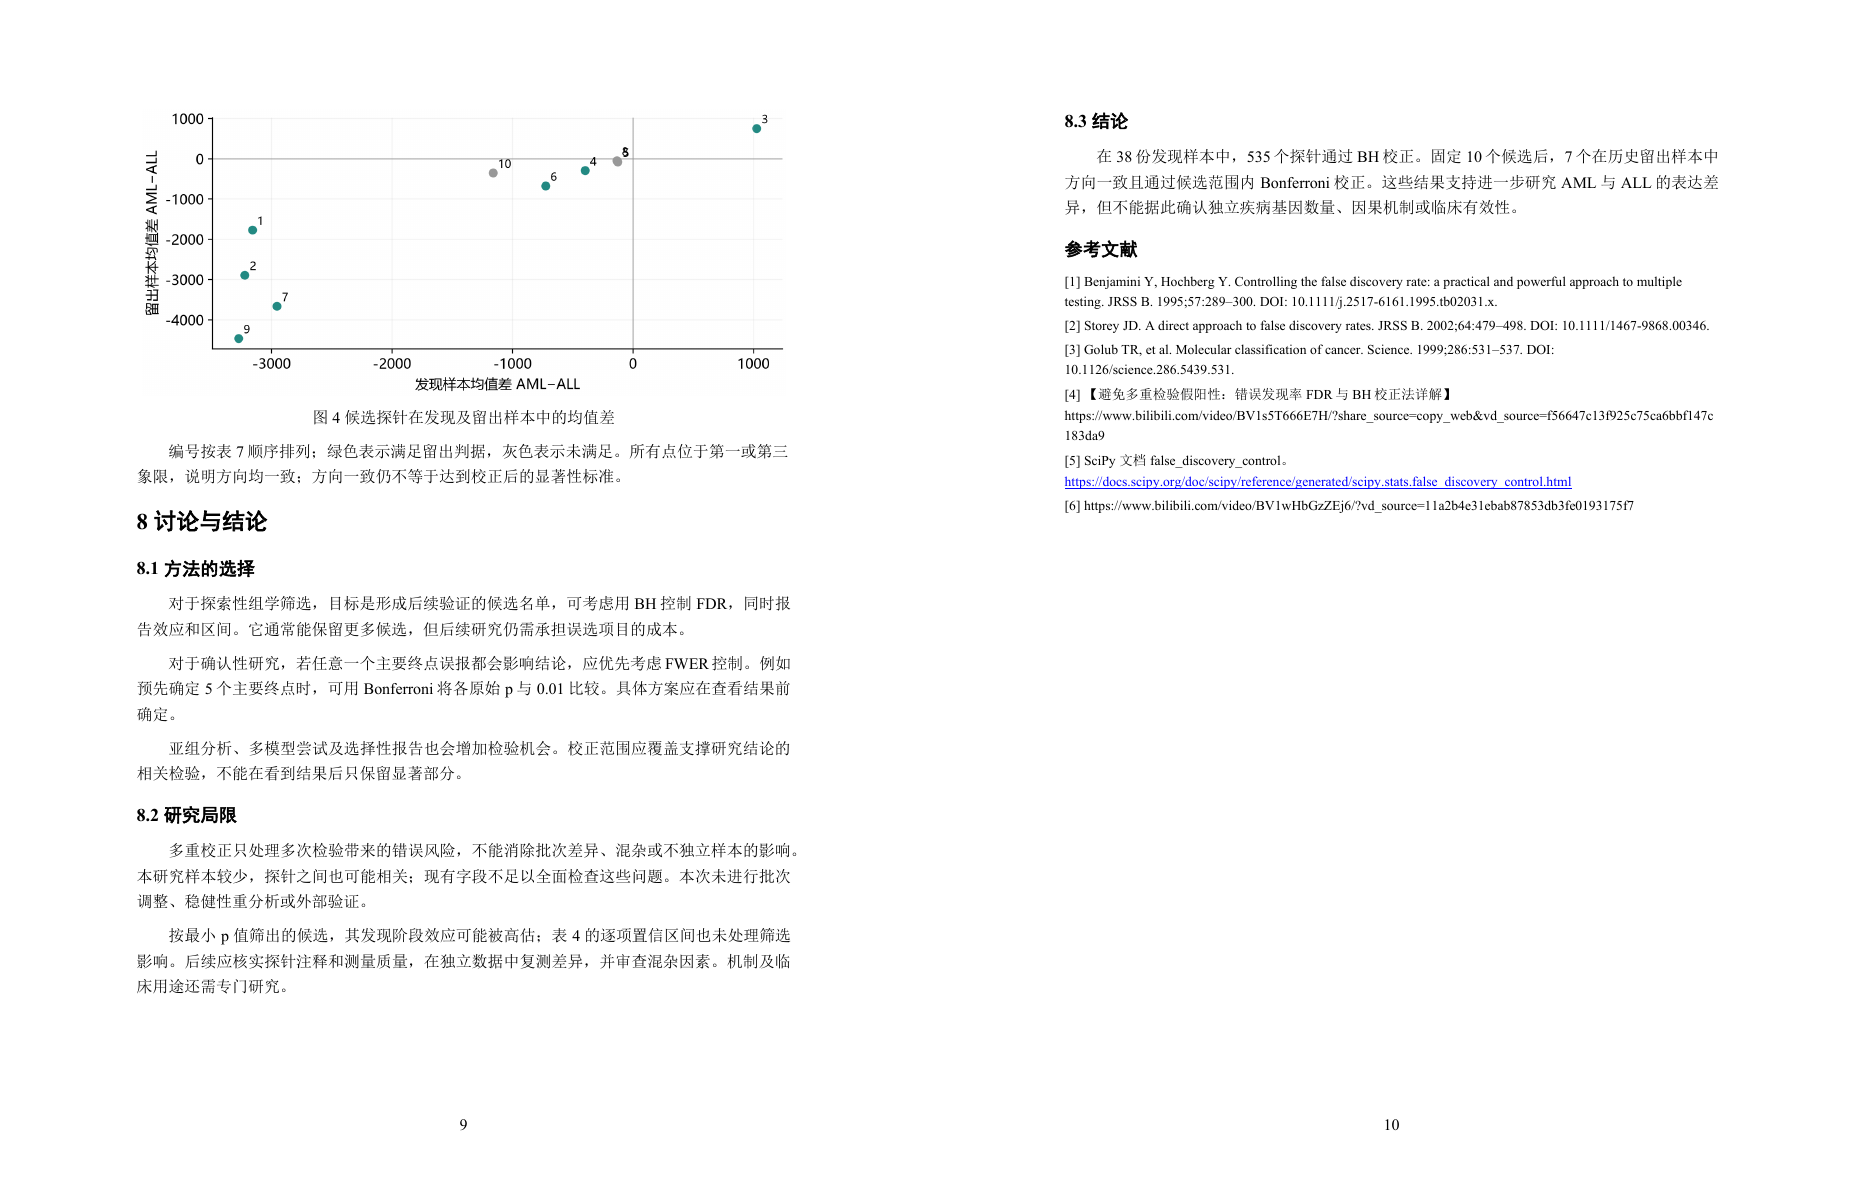 1000
0
-1000
-2000
-3000
-4000
留出样本均值差 AML−ALL
3
10
4
6
1
2
7
9
-3000
-2000
-1000
0
1000
发现样本均值差 AML−ALL
图 4 候选探针在发现及留出样本中的均值差
编号按表 7 顺序排列；绿色表示满足留出判据，灰色表示未满足。所有点位于第一或第三
象限，说明方向均一致；方向一致仍不等于达到校正后的显著性标准。
8 讨论与结论
8.1 方法的选择
对于探索性组学筛选，目标是形成后续验证的候选名单，可考虑用 BH 控制 FDR，同时报
告效应和区间。它通常能保留更多候选，但后续研究仍需承担误选项目的成本。
对于确认性研究，若任意一个主要终点误报都会影响结论，应优先考虑 FWER 控制。例如
预先确定 5 个主要终点时，可用 Bonferroni 将各原始 p 与 0.01 比较。具体方案应在查看结果前
确定。
亚组分析、多模型尝试及选择性报告也会增加检验机会。校正范围应覆盖支撑研究结论的
相关检验，不能在看到结果后只保留显著部分。
8.2 研究局限
多重校正只处理多次检验带来的错误风险，不能消除批次差异、混杂或不独立样本的影响。
本研究样本较少，探针之间也可能相关；现有字段不足以全面检查这些问题。本次未进行批次
调整、稳健性重分析或外部验证。
按最小 p 值筛出的候选，其发现阶段效应可能被高估；表 4 的逐项置信区间也未处理筛选
影响。后续应核实探针注释和测量质量，在独立数据中复测差异，并审查混杂因素。机制及临
床用途还需专门研究。
9
8.3 结论
在 38 份发现样本中，535 个探针通过 BH 校正。固定 10 个候选后，7 个在历史留出样本中
方向一致且通过候选范围内 Bonferroni 校正。这些结果支持进一步研究 AML 与 ALL 的表达差
异，但不能据此确认独立疾病基因数量、因果机制或临床有效性。
参考文献
[1] Benjamini Y, Hochberg Y. Controlling the false discovery rate: a practical and powerful approach to multiple
testing. JRSS B. 1995;57:289–300. DOI: 10.1111/j.2517-6161.1995.tb02031.x.
[2] Storey JD. A direct approach to false discovery rates. JRSS B. 2002;64:479–498. DOI: 10.1111/1467-9868.00346.
[3] Golub TR, et al. Molecular classification of cancer. Science. 1999;286:531–537. DOI:
10.1126/science.286.5439.531.
[4] 【避免多重检验假阳性：错误发现率 FDR 与 BH 校正法详解】
https://www.bilibili.com/video/BV1s5T666E7H/?share_source=copy_web&vd_source=f56647c13f925c75ca6bbf147c
183da9
[5] SciPy 文档 false_discovery_control。
https://docs.scipy.org/doc/scipy/reference/generated/scipy.stats.false_discovery_control.html
[6] https://www.bilibili.com/video/BV1wHbGzZEj6/?vd_source=11a2b4e31ebab87853db3fe0193175f7
10